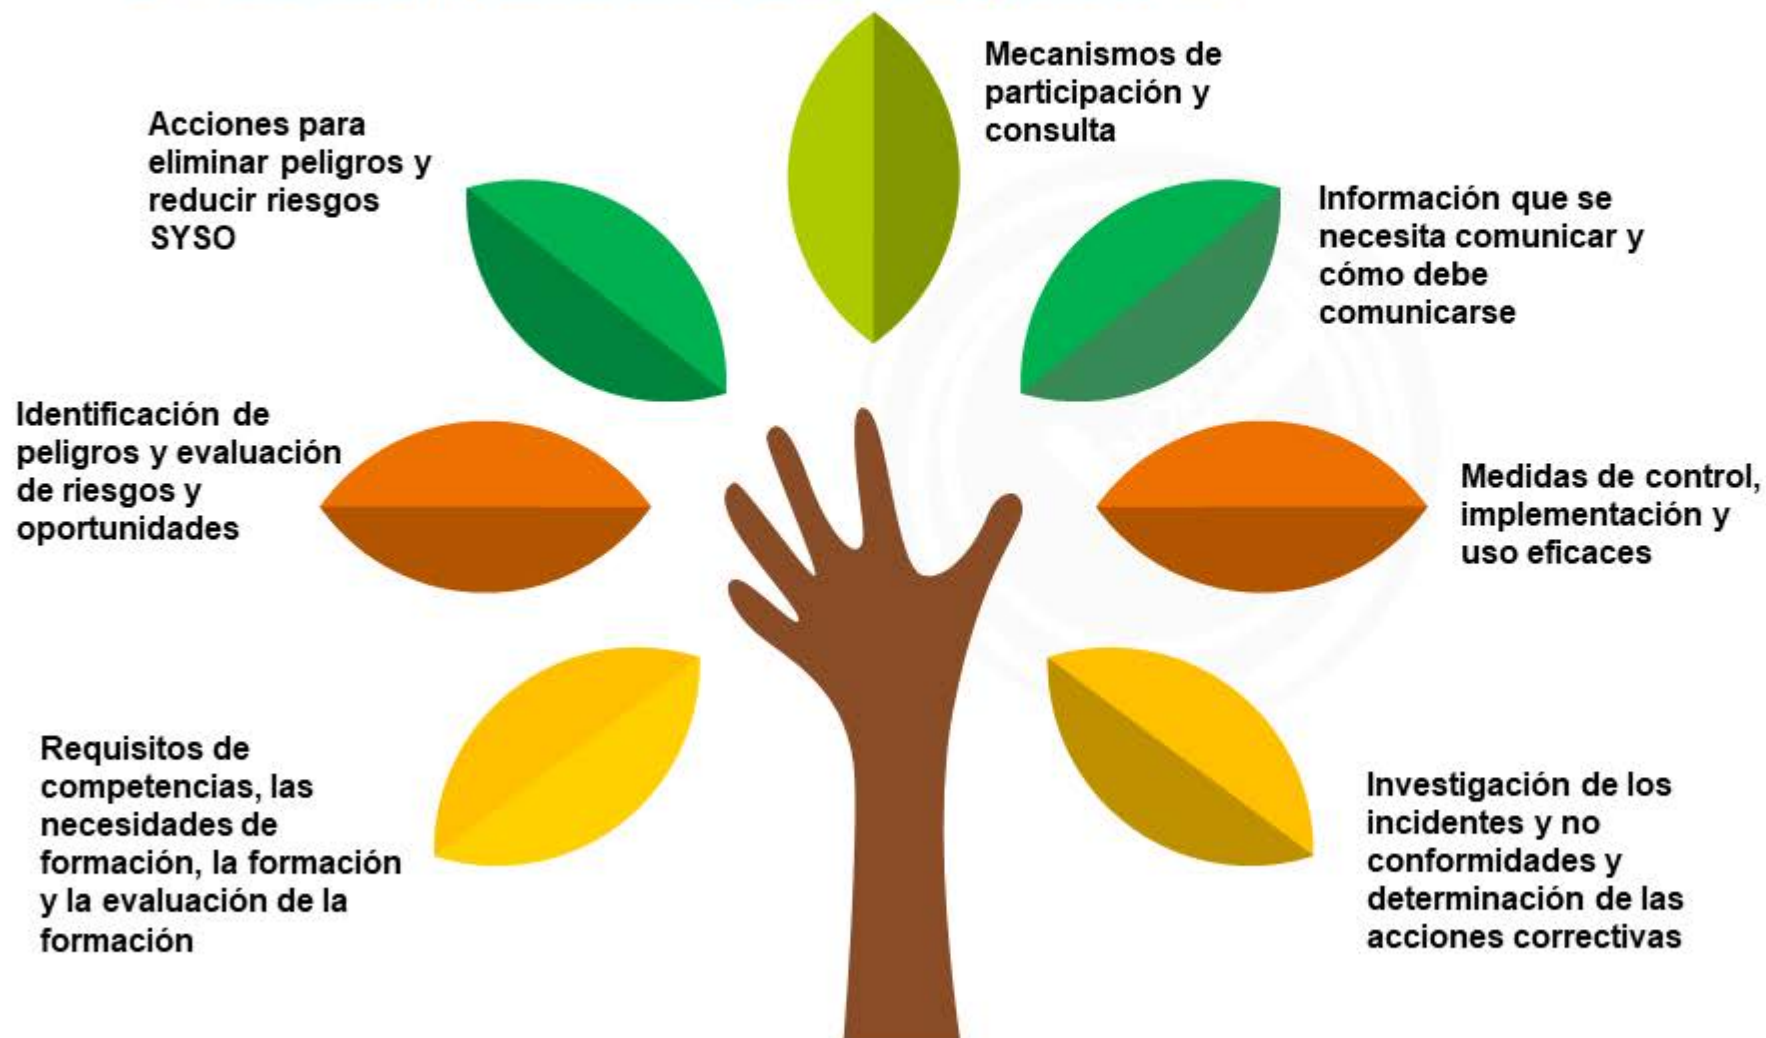 Mecanismos de
participación y
consulta
Acciones para
eliminar peligros y
reducir riesgos
SYSO
Información que se
necesita comunicar y
cómo debe
comunicarse
Identificación de
peligros y evaluación
de riesgos y
oportunidades
Medidas de control,
implementación y
uso eficaces
Requisitos de
competencias, las
necesidades de
formación, la formación
y la evaluación de la
formación
Investigación de los
incidentes y no
conformidades y
determinación de las
acciones correctivas